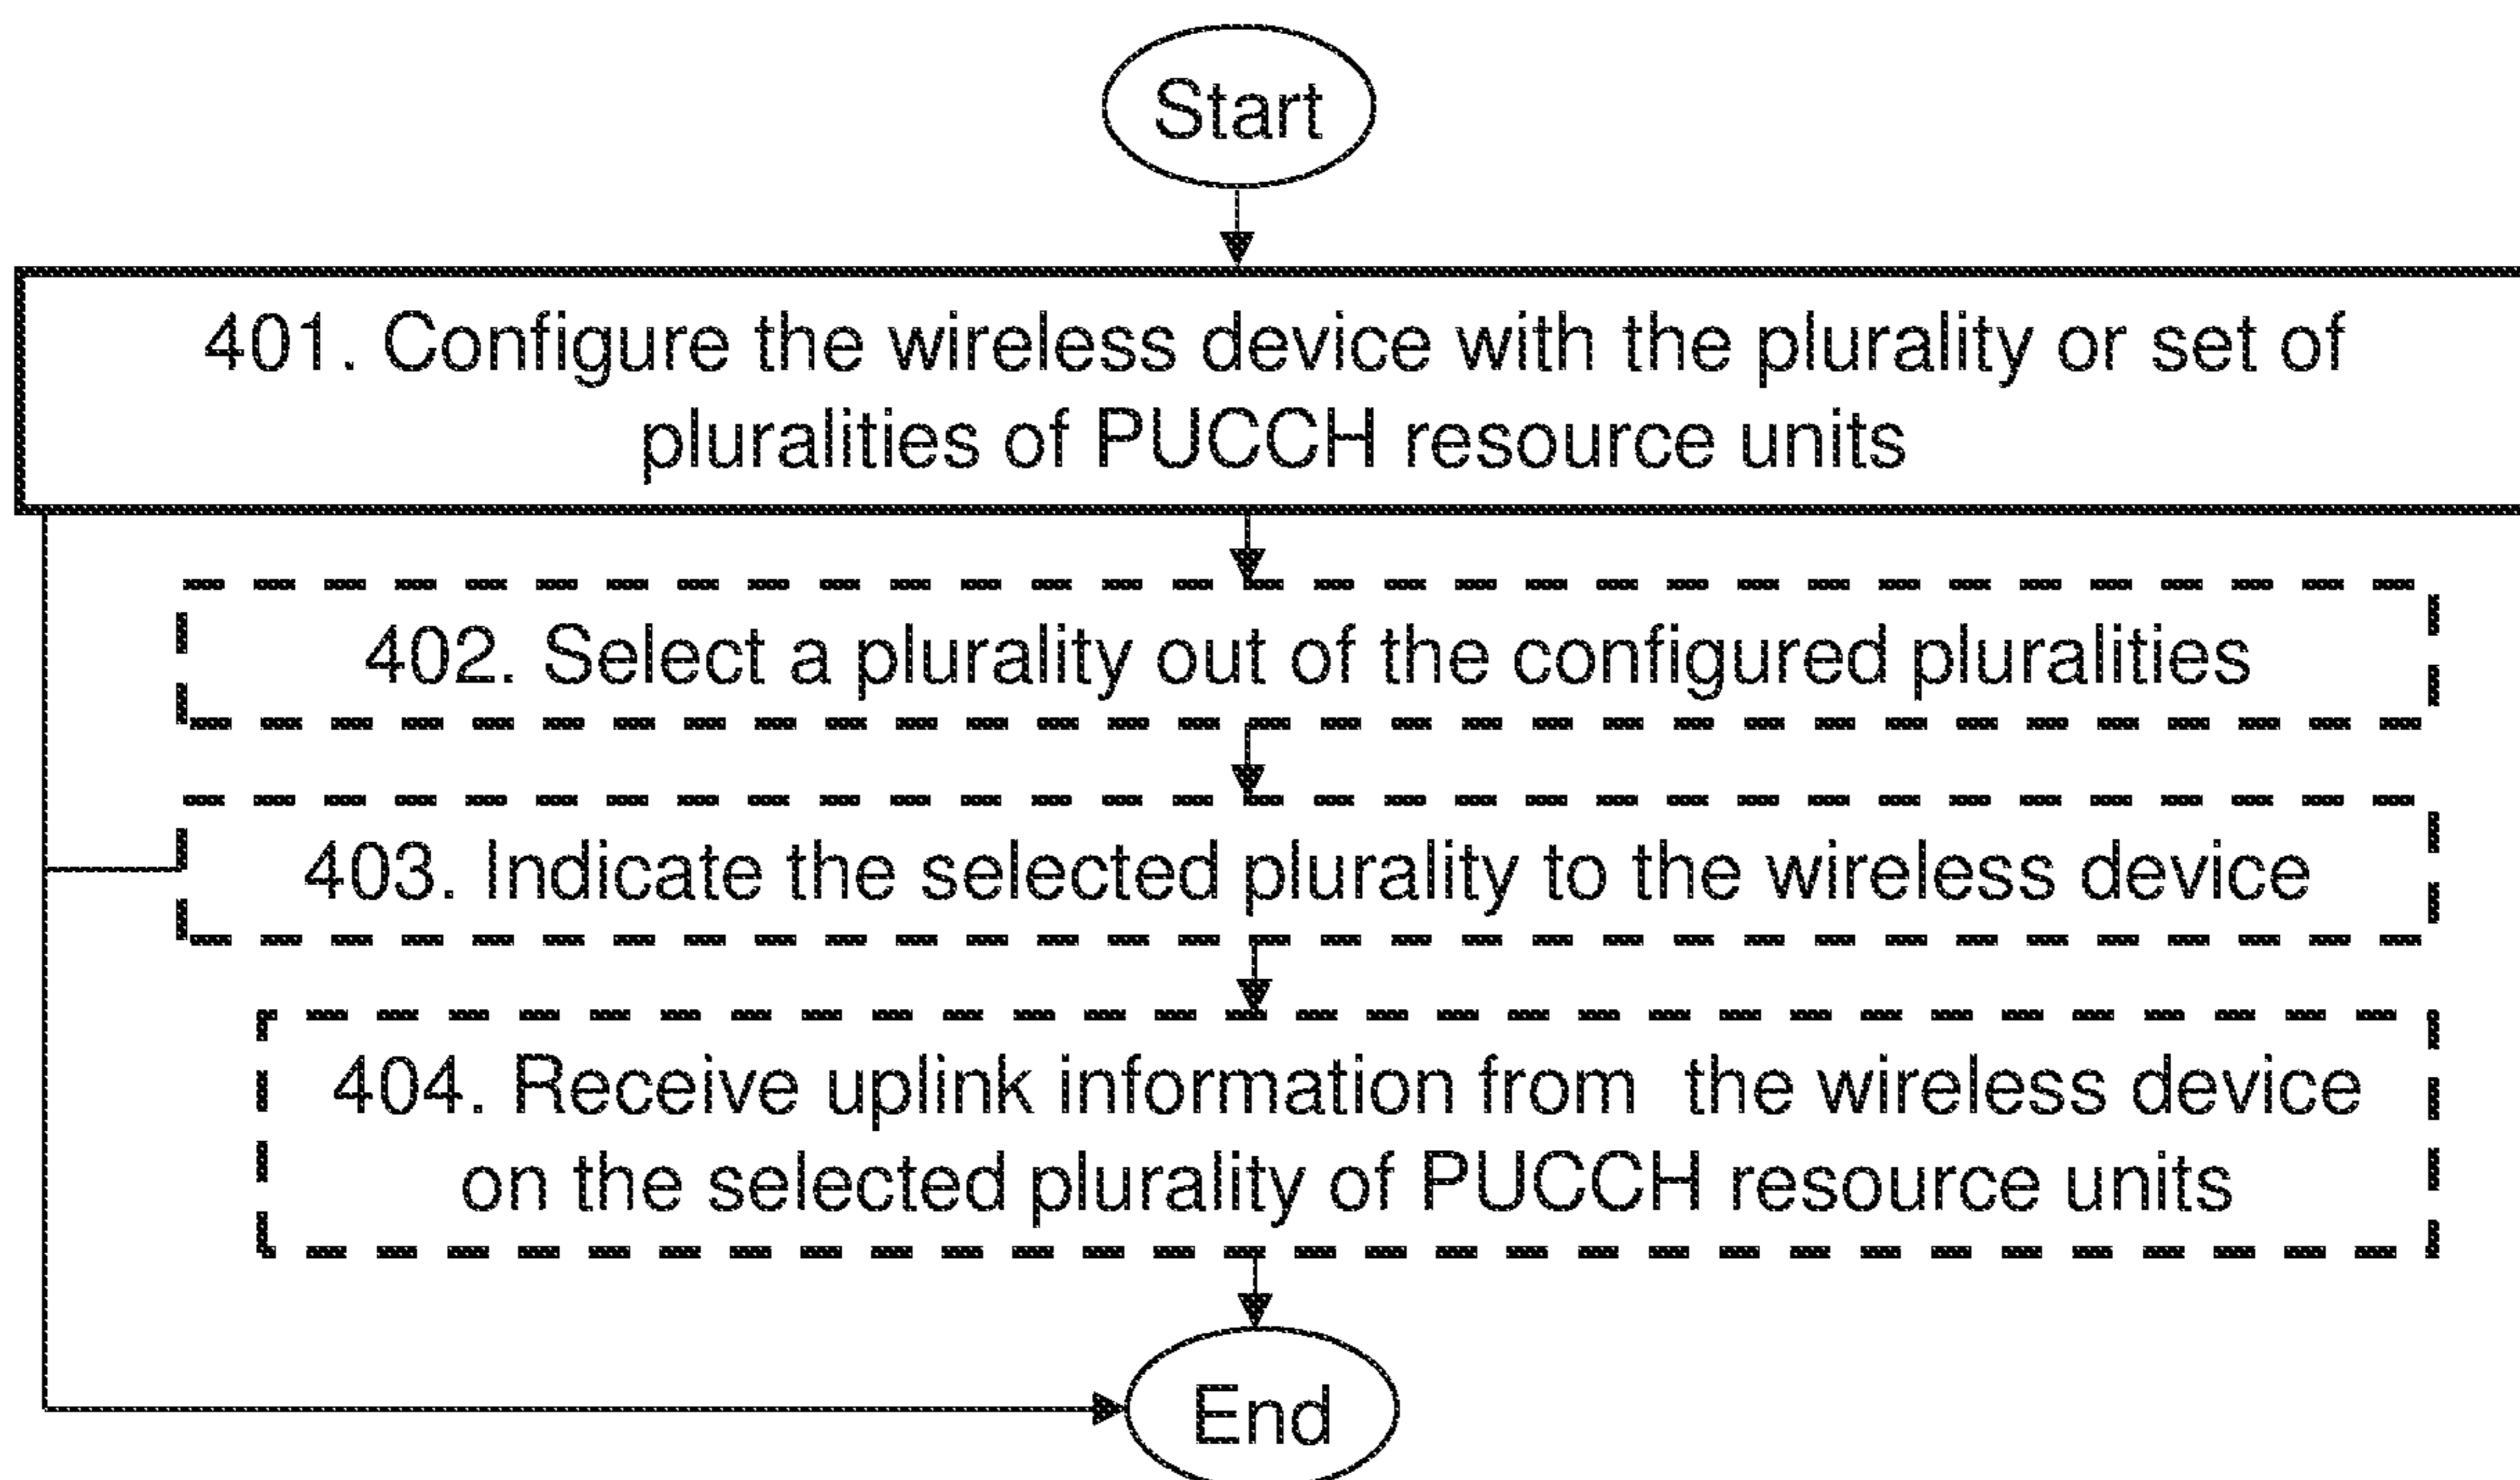 Start
401. Configure the wireless device with the plurality or set of
pluralities of PUCCH resource units
402. Select a plurality out of the configured pluralities
403. Indicate the selected plurality to the wireless device
404. Receive uplink information from the wireless device
on the selected plurality of PUCCH resource units
End